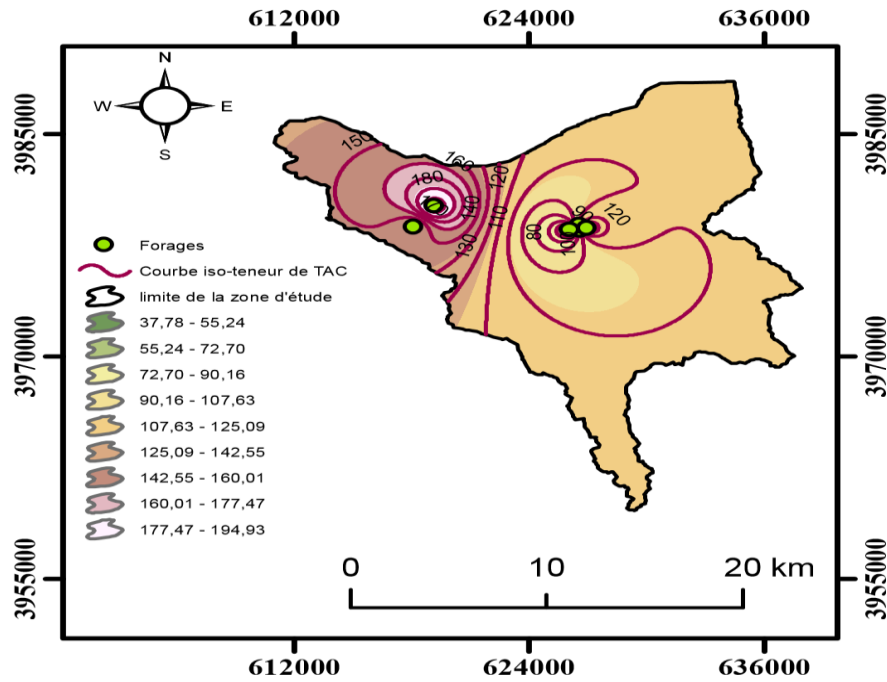 612000 624000 636000
N
W E
S
3985000 3985000
3970000 3970000
3955000 3955000
150
160
180
120
140
110
130
80
90
120
Forages
Courbe iso-teneur de TAC
limite de la zone d'étude
37,78 - 55,24
55,24 - 72,70
72,70 - 90,16
90,16 - 107,63
107,63 - 125,09
125,09 - 142,55
142,55 - 160,01
160,01 - 177,47
177,47 - 194,93
0 10 20 km
612000 624000 636000